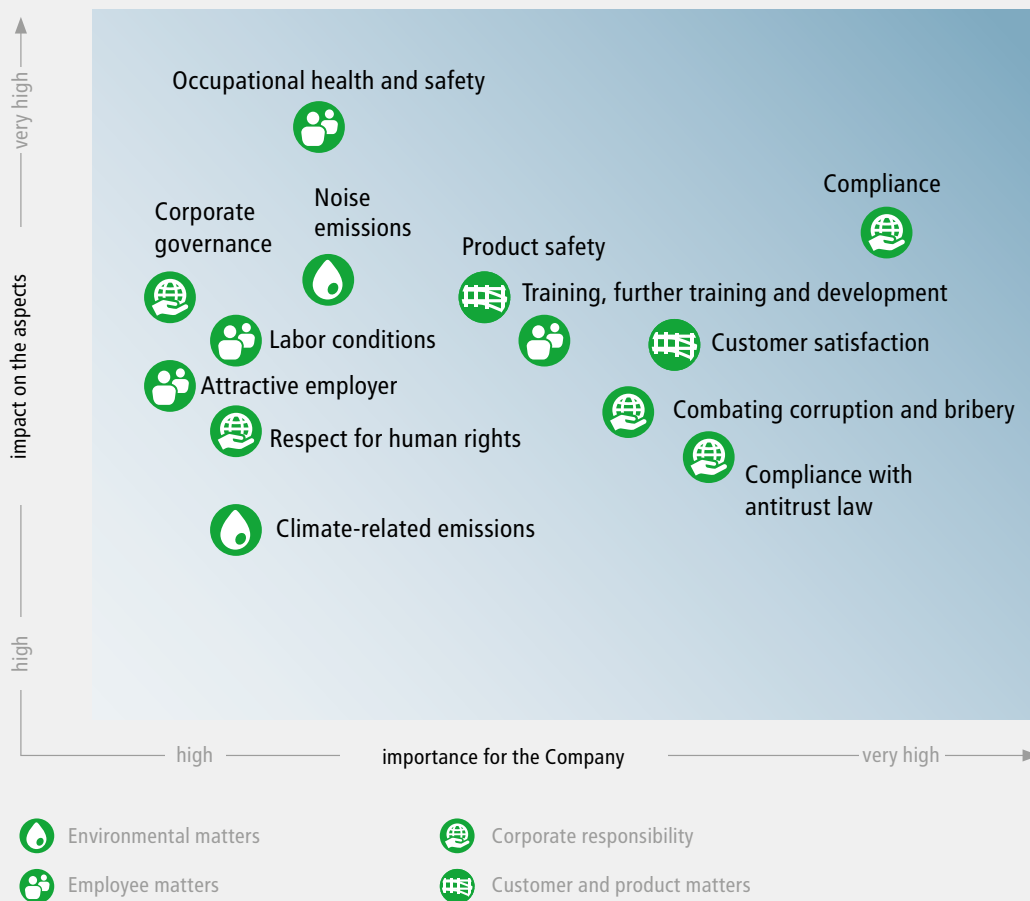 very high
impact on the aspects
high
Occupational health and safety
Compliance
Noise
emissions
Corporate
governance
Product safety
Training, further training and development
Labor conditions
Customer satisfaction
Attractive employer
Combating corruption and bribery
Respect for human rights
Compliance with
antitrust law
Climate-related emissions
high
importance for the Company
very high
Environmental matters
Corporate responsibility
Employee matters
Customer and product matters